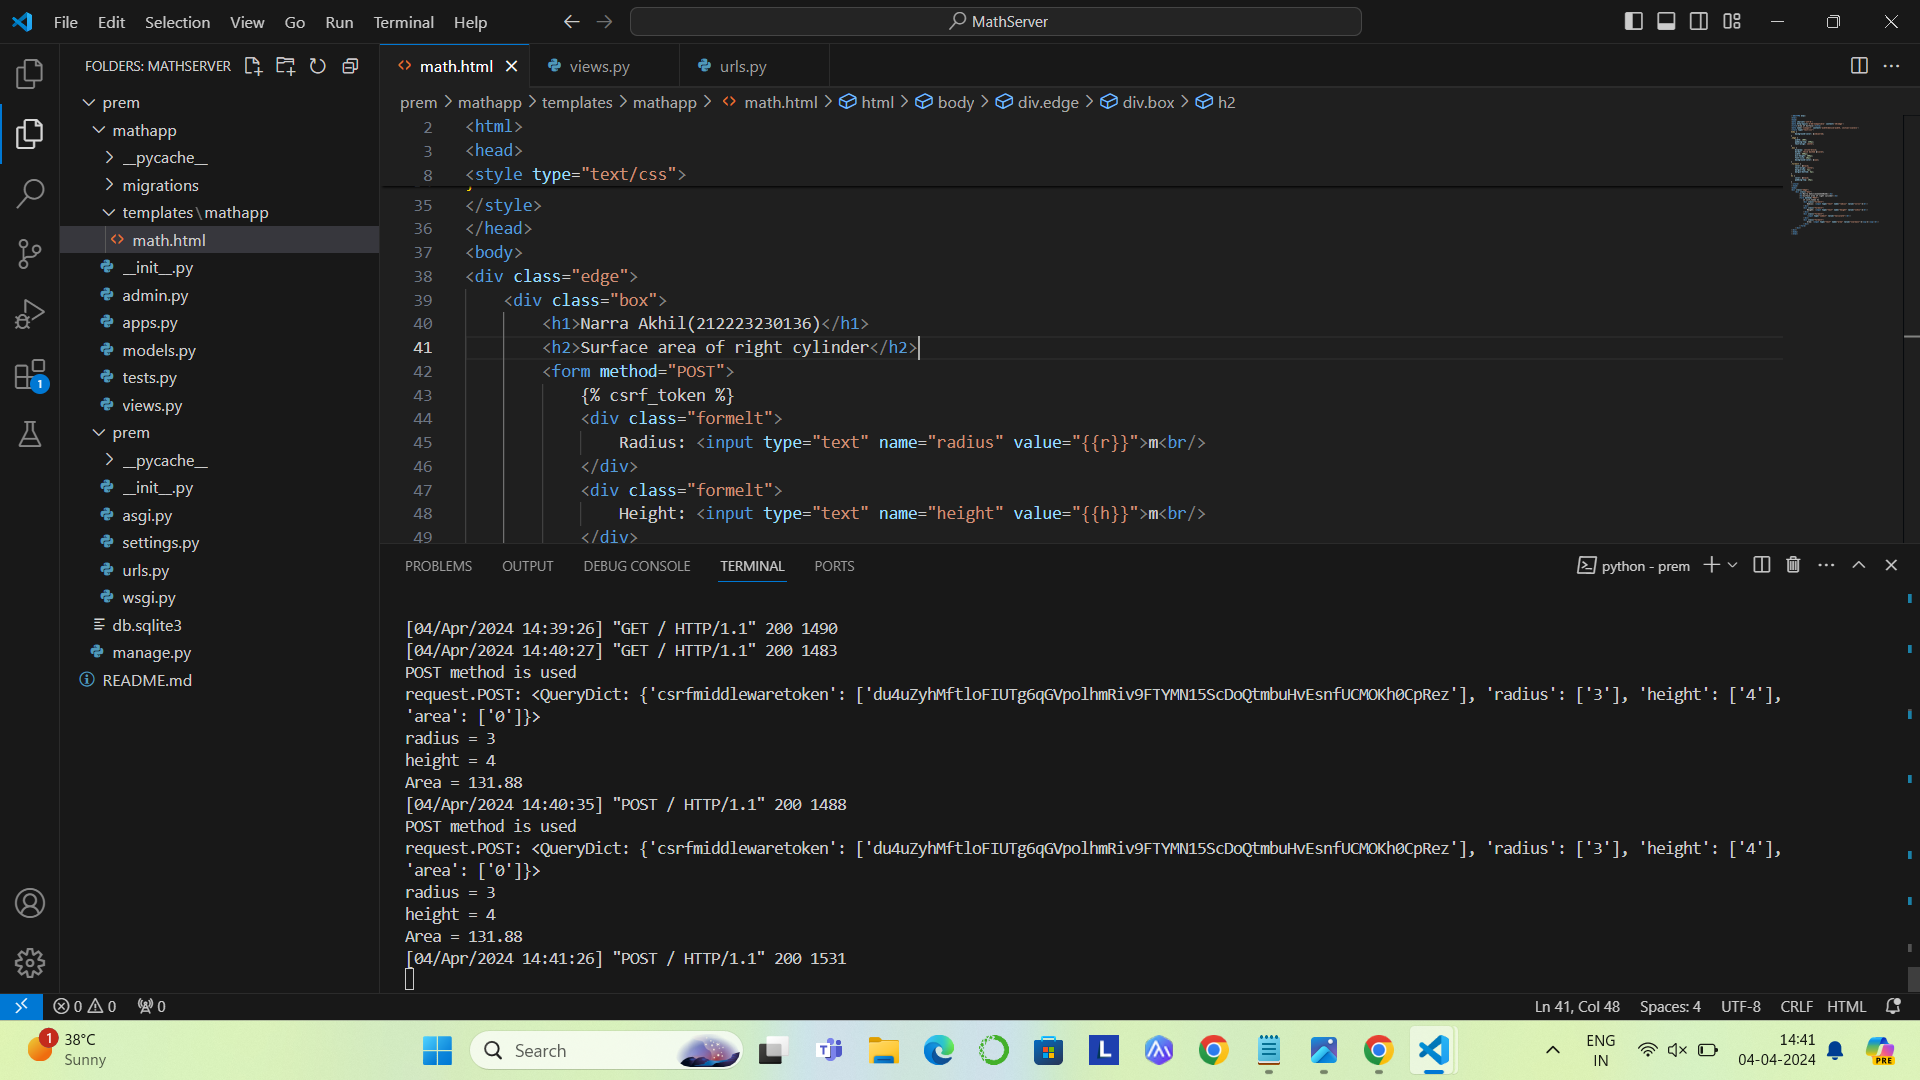 File Edit Selection View Go Run Terminal Help
MathServer
FOLDERS: MATHSERVER
prem
mathapp
__pycache__
migrations
templates\mathapp
math.html
__init__.py
admin.py
apps.py
models.py
tests.py
views.py
prem
__pycache__
__init__.py
asgi.py
settings.py
urls.py
wsgi.py
db.sqlite3
manage.py
README.md
1
math.html views.py urls.py
prem > mathapp > templates > mathapp > math.html > html > body > div.edge > div.box > h2
2 <html>
3 <head>
8 <style type="text/css">
35 </style>
36 </head>
37 <body>
38 <div class="edge">
39 <div class="box">
40 <h1>Narra Akhil(212223230136)</h1>
41 <h2>Surface area of right cylinder</h2>
42 <form method="POST">
43 {% csrf_token %}
44 <div class="formelt">
45 Radius: <input type="text" name="radius" value="{{r}}">m<br/>
46 </div>
47 <div class="formelt">
48 Height: <input type="text" name="height" value="{{h}}">m<br/>
49 </div>
PROBLEMS OUTPUT DEBUG CONSOLE TERMINAL PORTS
python - prem
[04/Apr/2024 14:39:26] "GET / HTTP/1.1" 200 1490
[04/Apr/2024 14:40:27] "GET / HTTP/1.1" 200 1483
POST method is used
request.POST: <QueryDict: {'csrfmiddlewaretoken': ['du4uZyhMftloFIUTg6qGVpolhmRiv9FTYMN15ScDoQtmbuHvEsnfUCMOKh0CpRez'], 'radius': ['3'], 'height': ['4'],
'area': ['0']}>
radius = 3
height = 4
Area = 131.88
[04/Apr/2024 14:40:35] "POST / HTTP/1.1" 200 1488
POST method is used
request.POST: <QueryDict: {'csrfmiddlewaretoken': ['du4uZyhMftloFIUTg6qGVpolhmRiv9FTYMN15ScDoQtmbuHvEsnfUCMOKh0CpRez'], 'radius': ['3'], 'height': ['4'],
'area': ['0']}>
radius = 3
height = 4
Area = 131.88
[04/Apr/2024 14:41:26] "POST / HTTP/1.1" 200 1531
0 0 0
Ln 41, Col 48 Spaces: 4 UTF-8 CRLF HTML
1
38°C
Sunny
Search
L
ENG
IN
14:41
04-04-2024
PRE